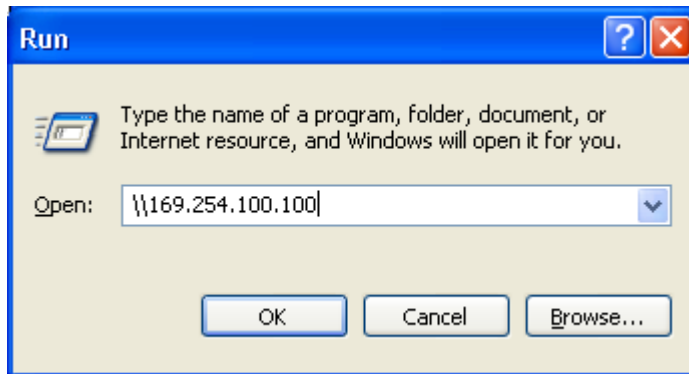 Run
Type the name of a program, folder, document, or
Internet resource, and Windows will open it for you.
Open: \\169.254.100.100
OK Cancel Browse...